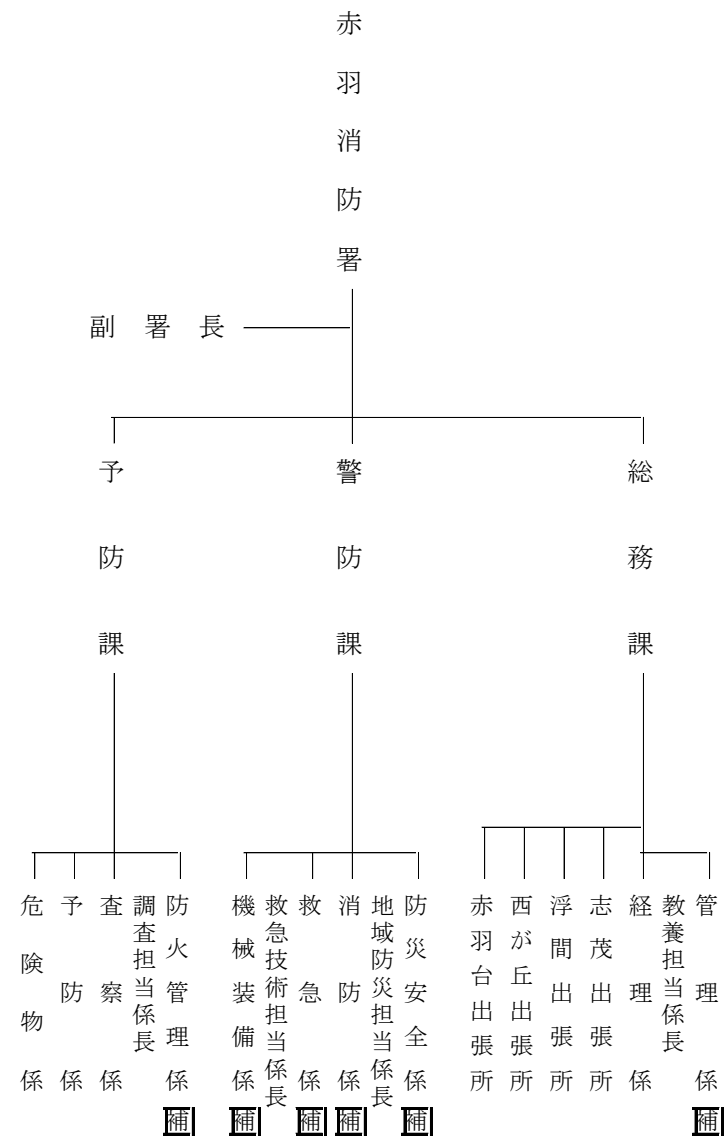 赤羽消防署
副署長
総務課
警防課
予防課
管理係補
教養担当係長
経理係
志茂出張所
浮間出張所
西が丘出張所
赤羽台出張所
防災安全係補
地域防災担当係長
消防係補
救急係補
救急技術担当係長
機械装備係補
防火管理係補
調査担当係長
査察係
予防係
危険物係